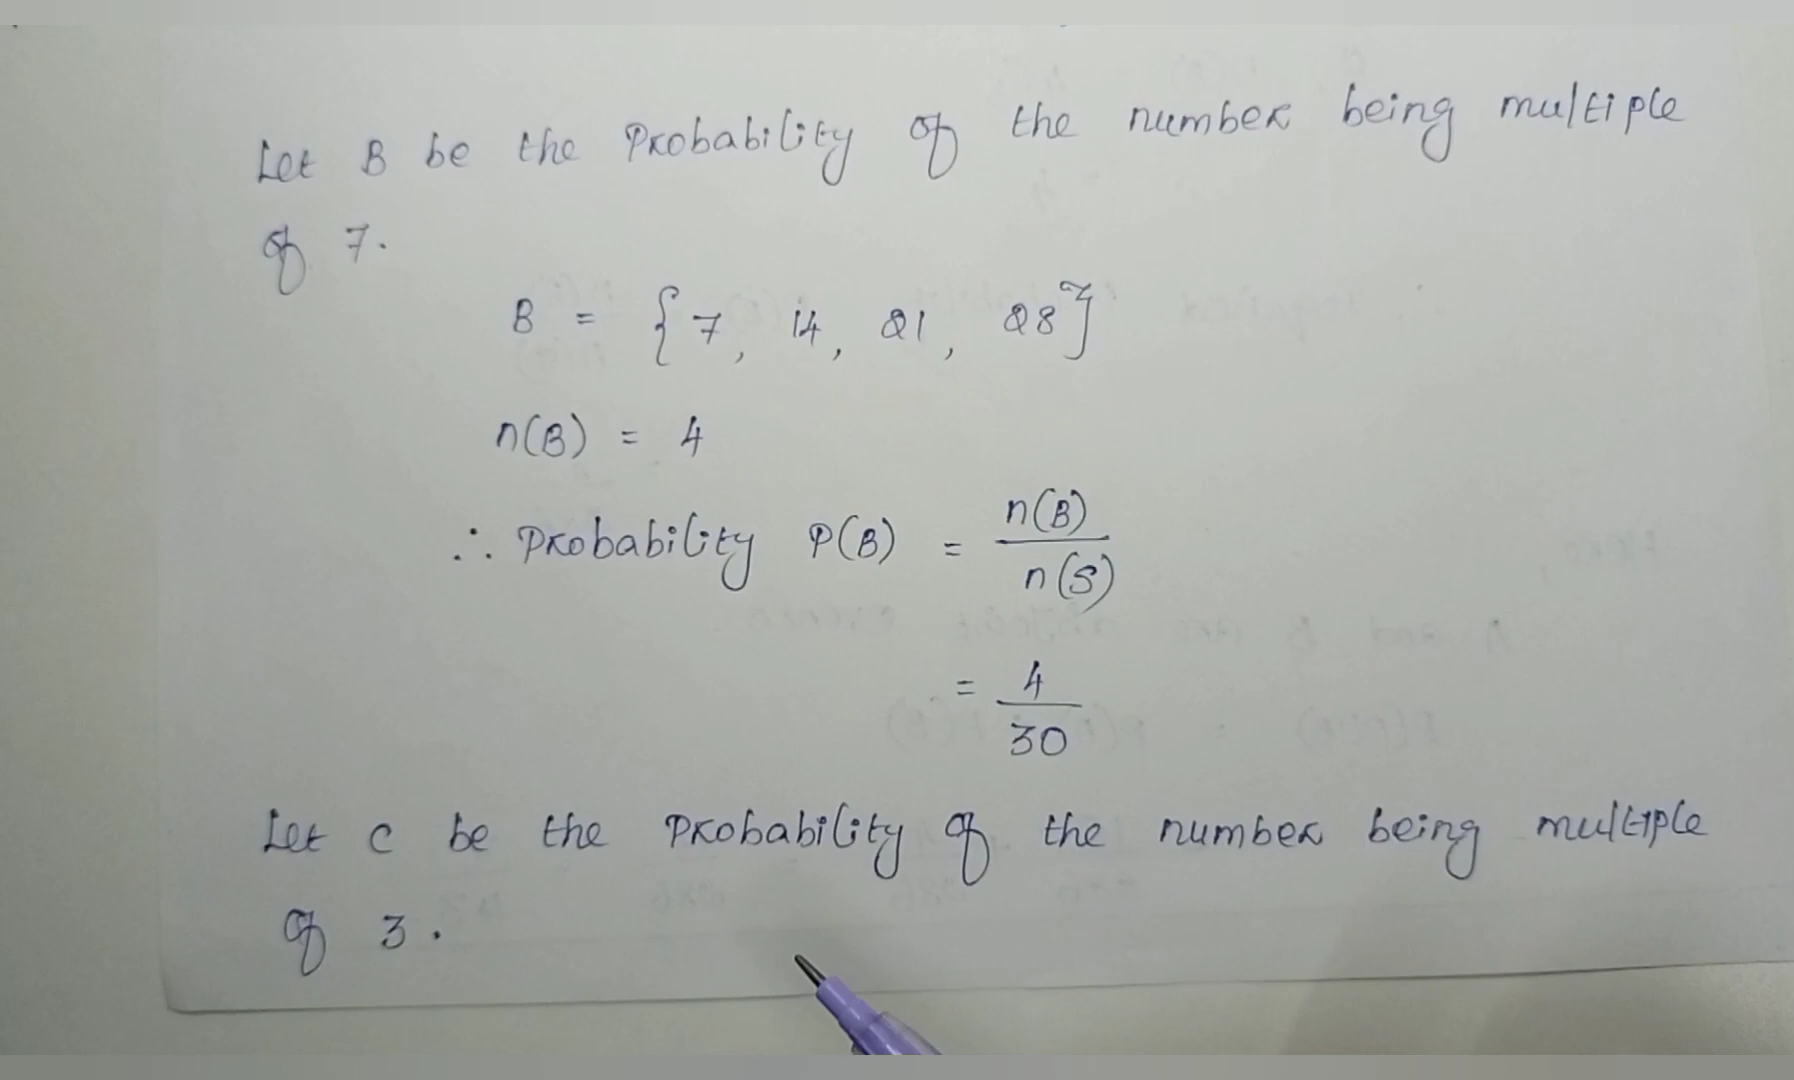 Let B be the Probability of the number being multiple
of 7.
B = {7, 14, 21, 28}
n(B) = 4
∴ Probability P(B) = n(B)
n(S)
= 4
30
Let C be the Probability of the number being multiple
of 3.